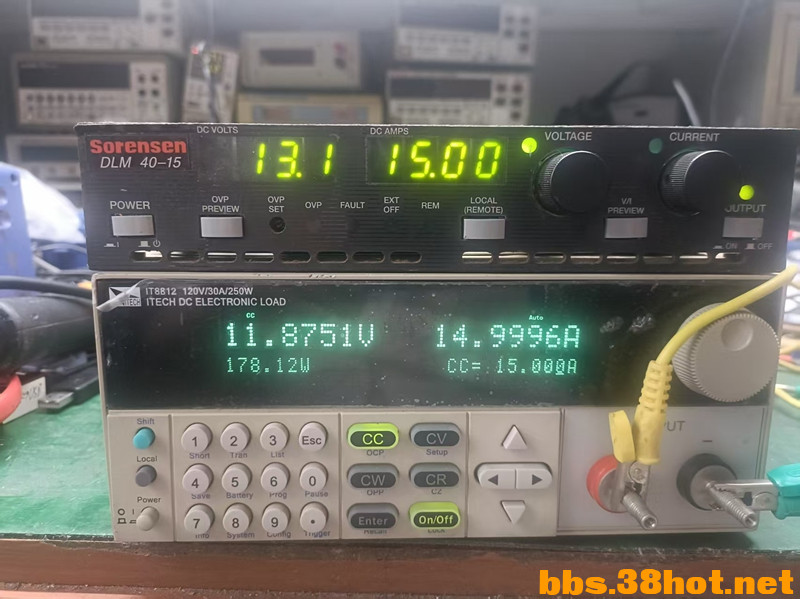 DC VOLTS
DC AMPS
Sorensen
DLM 40-15
13.1
15.00
VOLTAGE
CURRENT
POWER
OVP PREVIEW
OVP SET
OVP
FAULT
EXT OFF
REM
LOCAL (REMOTE)
V/I PREVIEW
OUTPUT
ON
OFF
IT8812 120V/30A/250W
ITECH
ITECH DC ELECTRONIC LOAD
CC
Auto
11.8751V
14.9996A
178.12W
CC= 15.000A
Shift
1
2
3
Esc
CC
CV
Short
Tran
List
OCP
Setup
Local
4
5
6
0
CW
CR
Save
Battery
Prog
Pause
OPP
CZ
Power
7
8
9
.
Enter
On/Off
Info
System
Config
Trigger
Recall
Lock
bbs.38hot.net